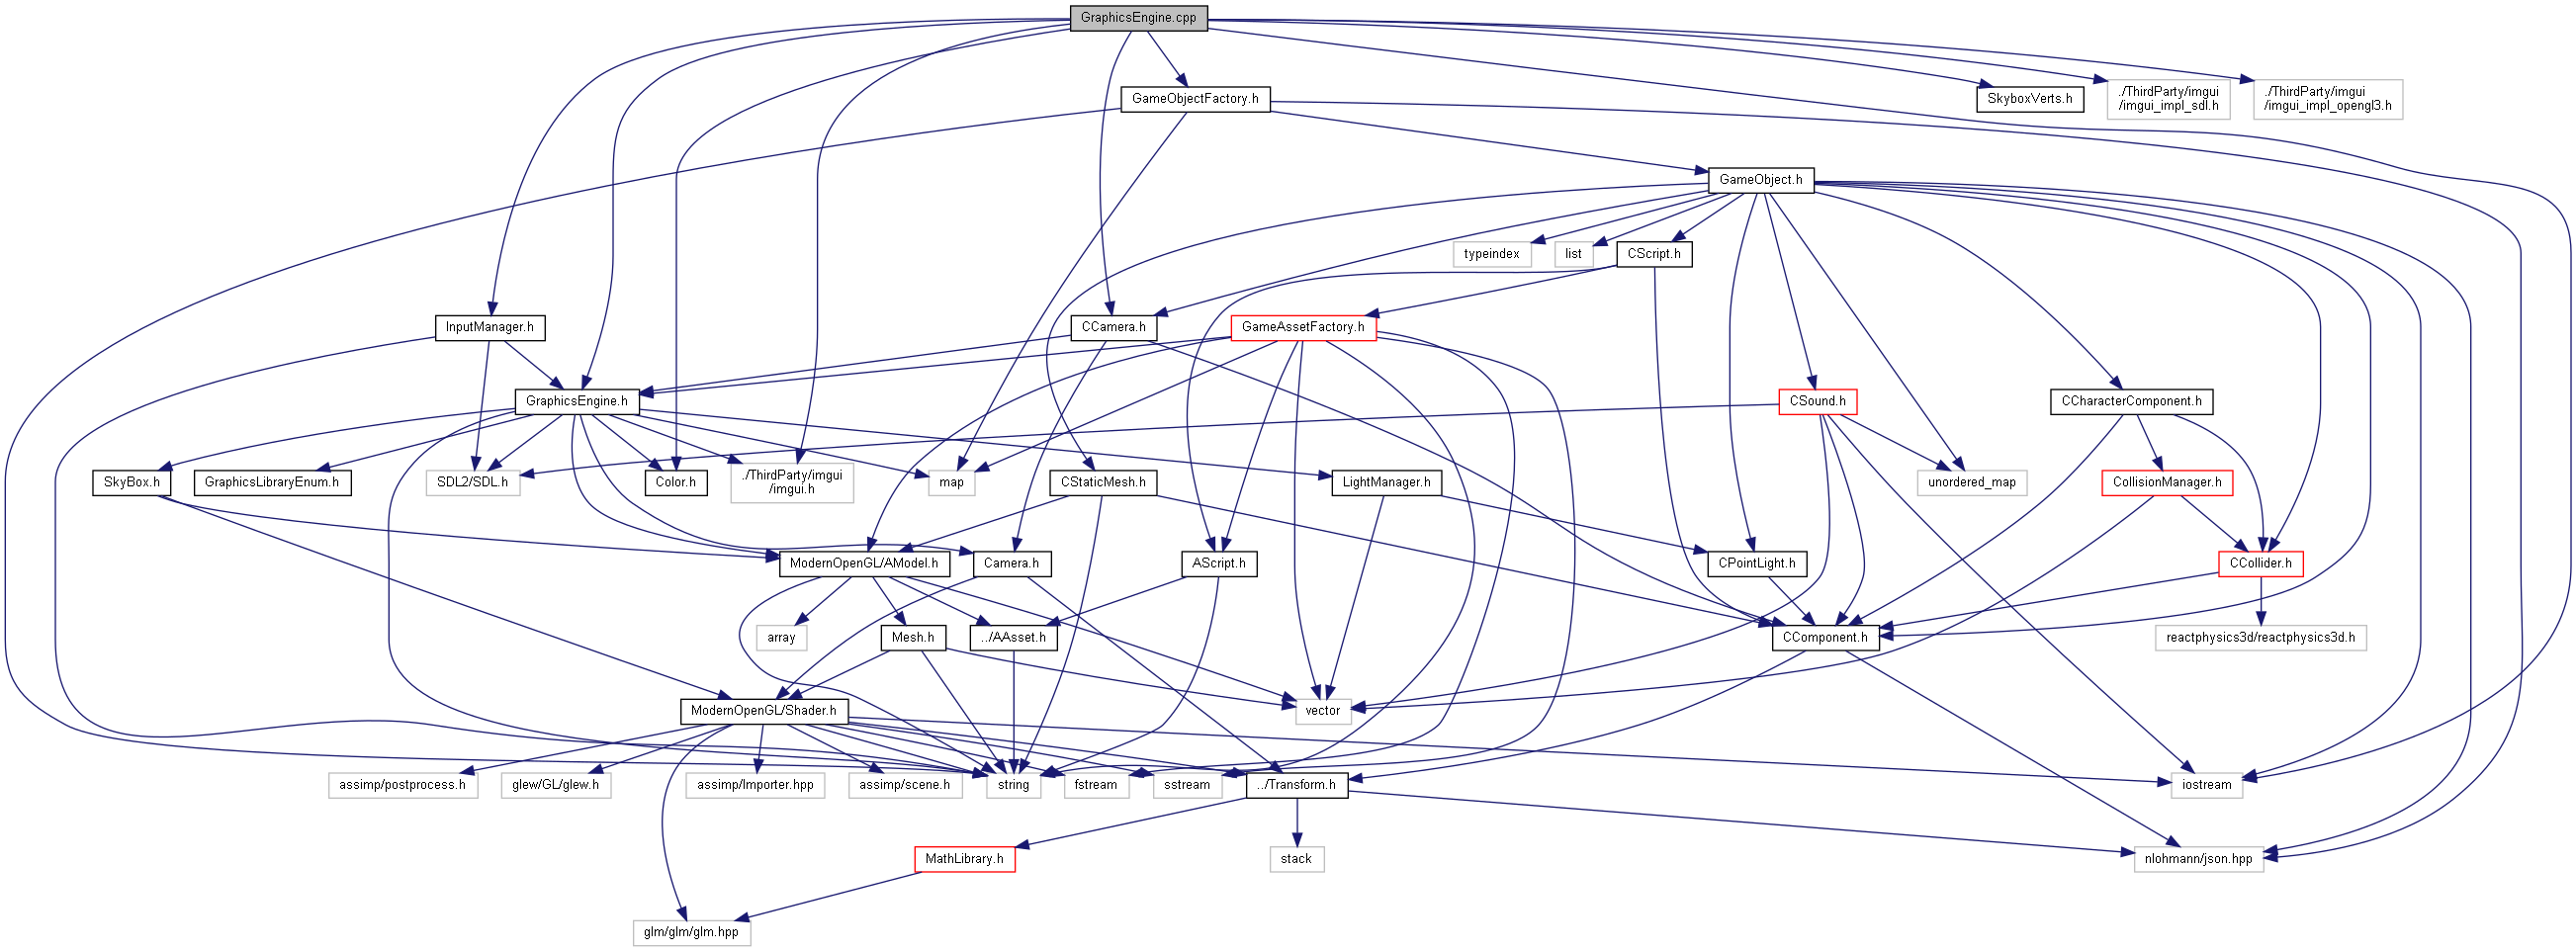 GraphicsEngine.cpp
GameObjectFactory.h
SkyboxVerts.h
./ThirdParty/imgui
/imgui_impl_sdl.h
./ThirdParty/imgui
/imgui_impl_opengl3.h
GameObject.h
typeindex
list
CScript.h
InputManager.h
CCamera.h
GameAssetFactory.h
GraphicsEngine.h
CSound.h
CCharacterComponent.h
SkyBox.h
GraphicsLibraryEnum.h
SDL2/SDL.h
Color.h
./ThirdParty/imgui
/imgui.h
map
CStaticMesh.h
LightManager.h
unordered_map
CollisionManager.h
ModernOpenGL/AModel.h
Camera.h
AScript.h
CPointLight.h
CCollider.h
array
Mesh.h
../AAsset.h
CComponent.h
reactphysics3d/reactphysics3d.h
ModernOpenGL/Shader.h
vector
assimp/postprocess.h
glew/GL/glew.h
assimp/Importer.hpp
assimp/scene.h
string
fstream
sstream
../Transform.h
iostream
MathLibrary.h
stack
nlohmann/json.hpp
glm/glm/glm.hpp